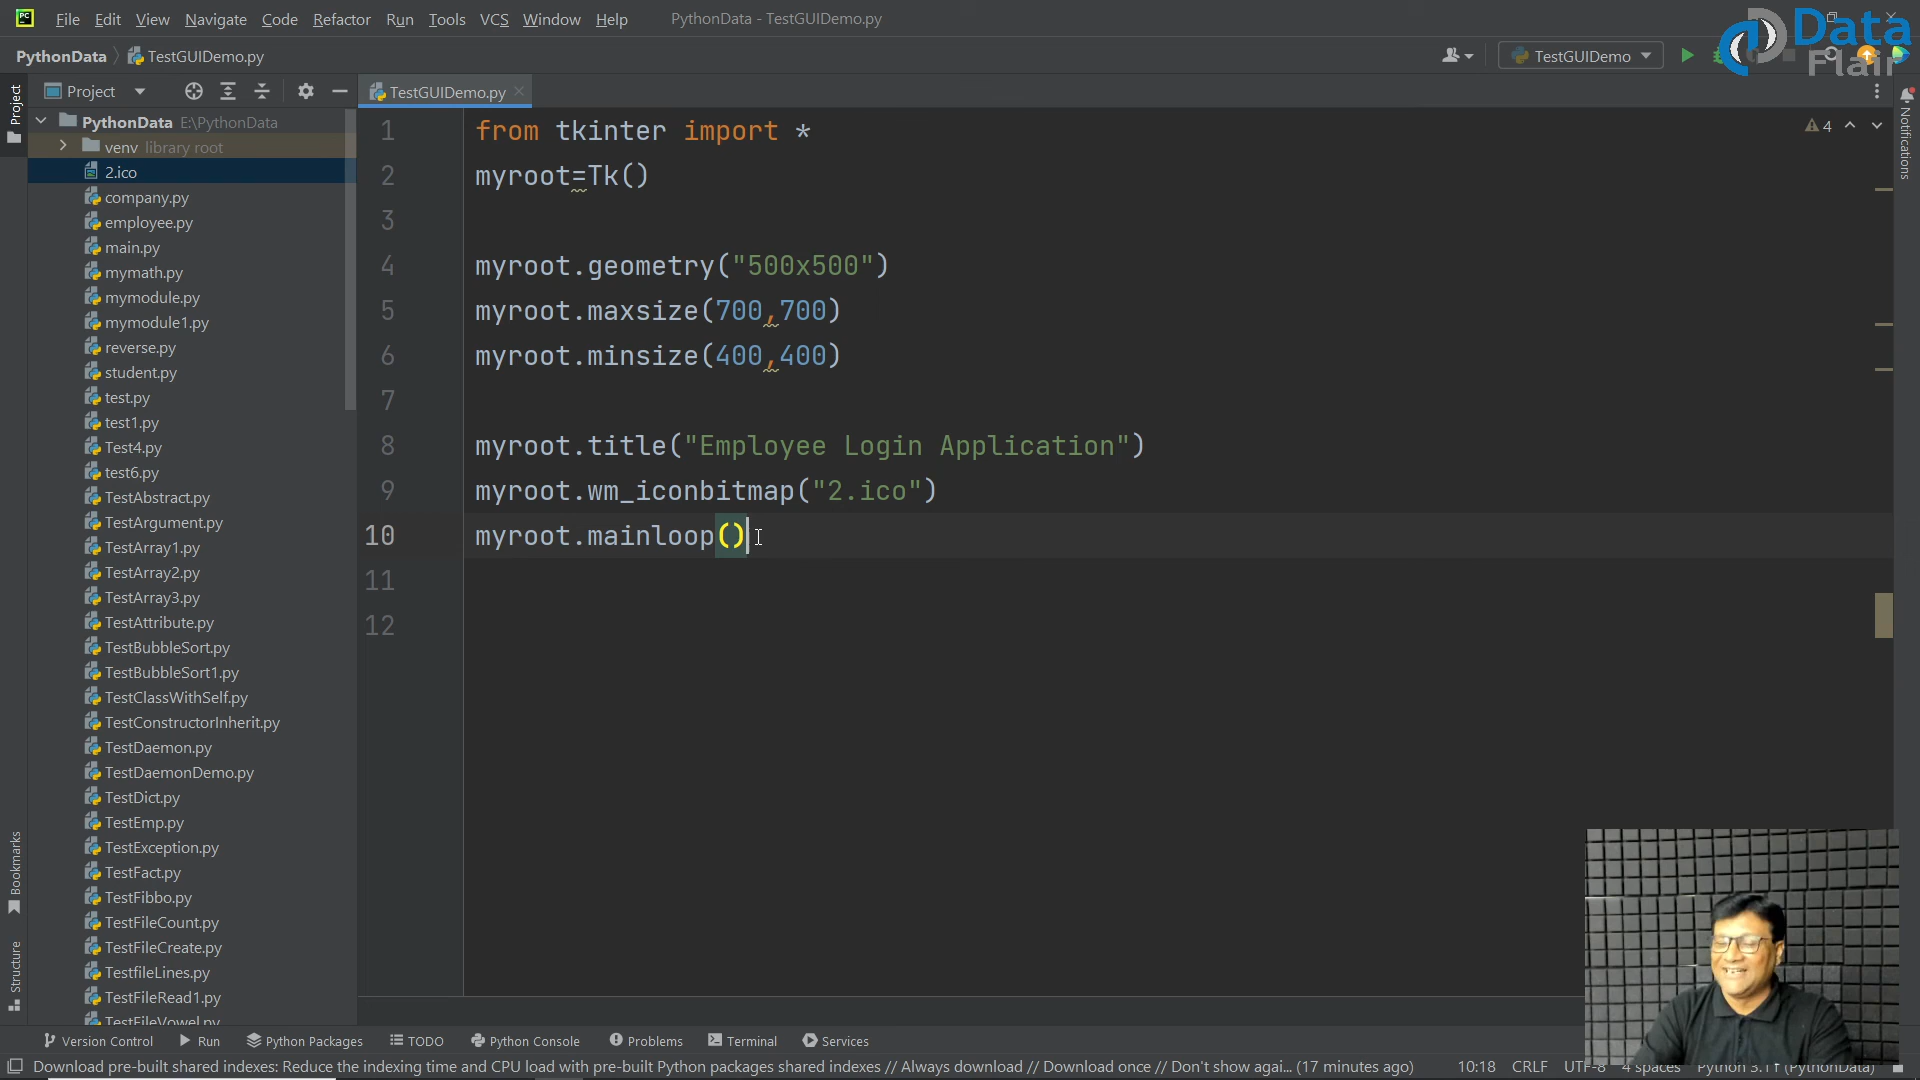 File Edit View Navigate Code Refactor Run Tools VCS Window Help PythonData - TestGUIDemo.py
Data
Flair
PythonData TestGUIDemo.py TestGUIDemo
Project
TestGUIDemo.py
Project
Notifications
PythonData E:\PythonData
venv library root
2.ico
company.py
employee.py
main.py
mymath.py
mymodule.py
mymodule1.py
reverse.py
student.py
test.py
test1.py
Test4.py
test6.py
TestAbstract.py
TestArgument.py
TestArray1.py
TestArray2.py
TestArray3.py
TestAttribute.py
TestBubbleSort.py
TestBubbleSort1.py
TestClassWithSelf.py
TestConstructorInherit.py
TestDaemon.py
TestDaemonDemo.py
TestDict.py
TestEmp.py
TestException.py
TestFact.py
TestFibbo.py
TestFileCount.py
TestFileCreate.py
TestfileLines.py
TestFileRead1.py
TestFileVowel.py
1 from tkinter import *
4
2 myroot=Tk()
3
4 myroot.geometry("500x500")
5 myroot.maxsize(700,700)
6 myroot.minsize(400,400)
7
8 myroot.title("Employee Login Application")
9 myroot.wm_iconbitmap("2.ico")
10 myroot.mainloop()
11
12
Bookmarks
Structure
Version Control Run Python Packages TODO Python Console Problems Terminal Services
Download pre-built shared indexes: Reduce the indexing time and CPU load with pre-built Python packages shared indexes // Always download // Download once // Don't show agai... (17 minutes ago) 10:18 CRLF UTF-8 4 spaces (PythonData)